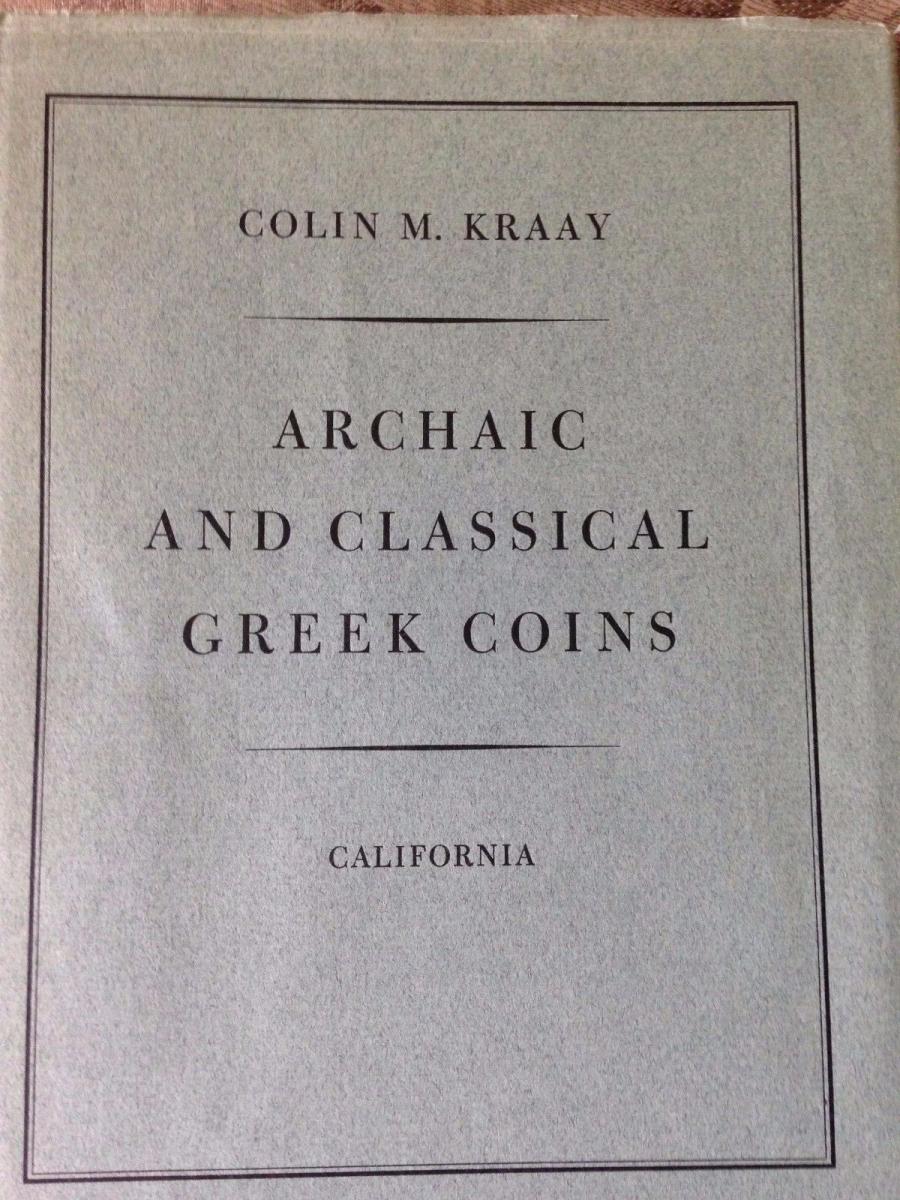 COLIN M. KRAAY
ARCHAIC
AND CLASSICAL
GREEK COINS
CALIFORNIA